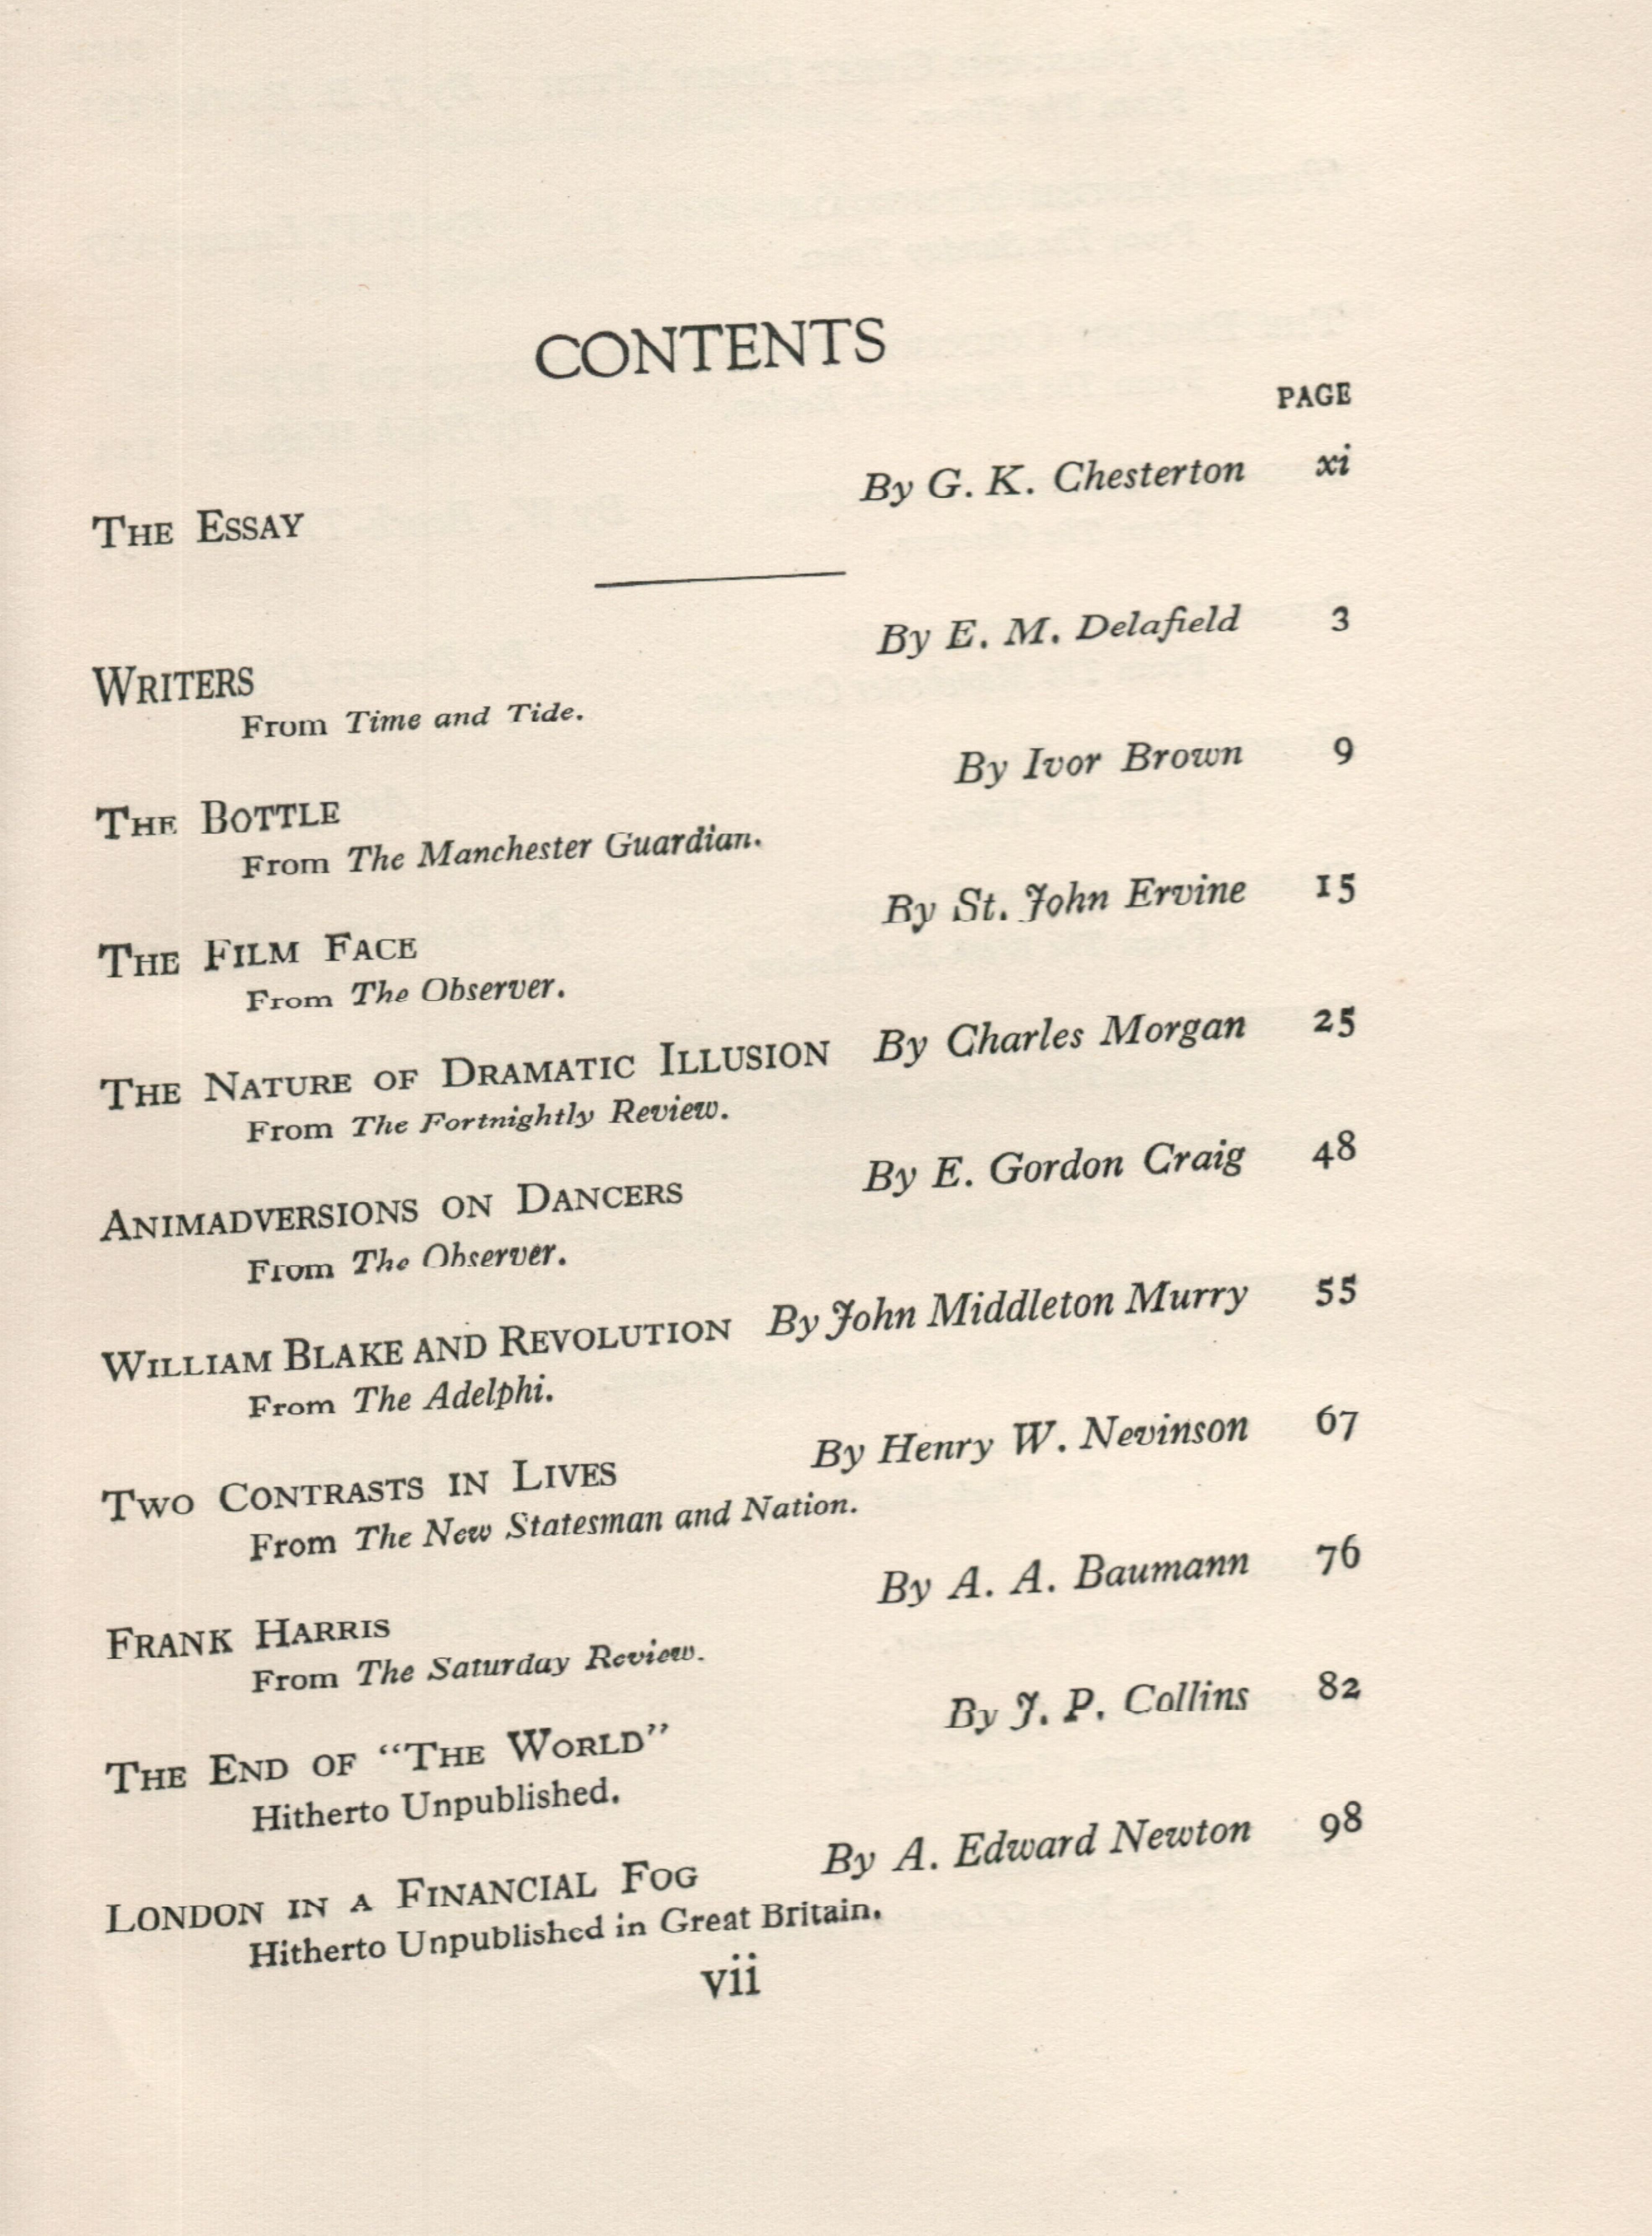 CONTENTS
PAGE
THE ESSAY By G. K. Chesterton xi
WRITERS By E. M. Delafield 3
From Time and Tide.
THE BOTTLE By Ivor Brown 9
From The Manchester Guardian.
THE FILM FACE By St. John Ervine 15
From The Observer.
THE NATURE OF DRAMATIC ILLUSION By Charles Morgan 25
From The Fortnightly Review.
ANIMADVERSIONS ON DANCERS By E. Gordon Craig 48
From The Observer.
WILLIAM BLAKE AND REVOLUTION By John Middleton Murry 55
From The Adelphi.
TWO CONTRASTS IN LIVES By Henry W. Nevinson 67
From The New Statesman and Nation.
FRANK HARRIS By A. A. Baumann 76
From The Saturday Review.
THE END OF "THE WORLD" By J. P. Collins 82
Hitherto Unpublished.
LONDON IN A FINANCIAL FOG By A. Edward Newton 98
Hitherto Unpublished in Great Britain.
vii